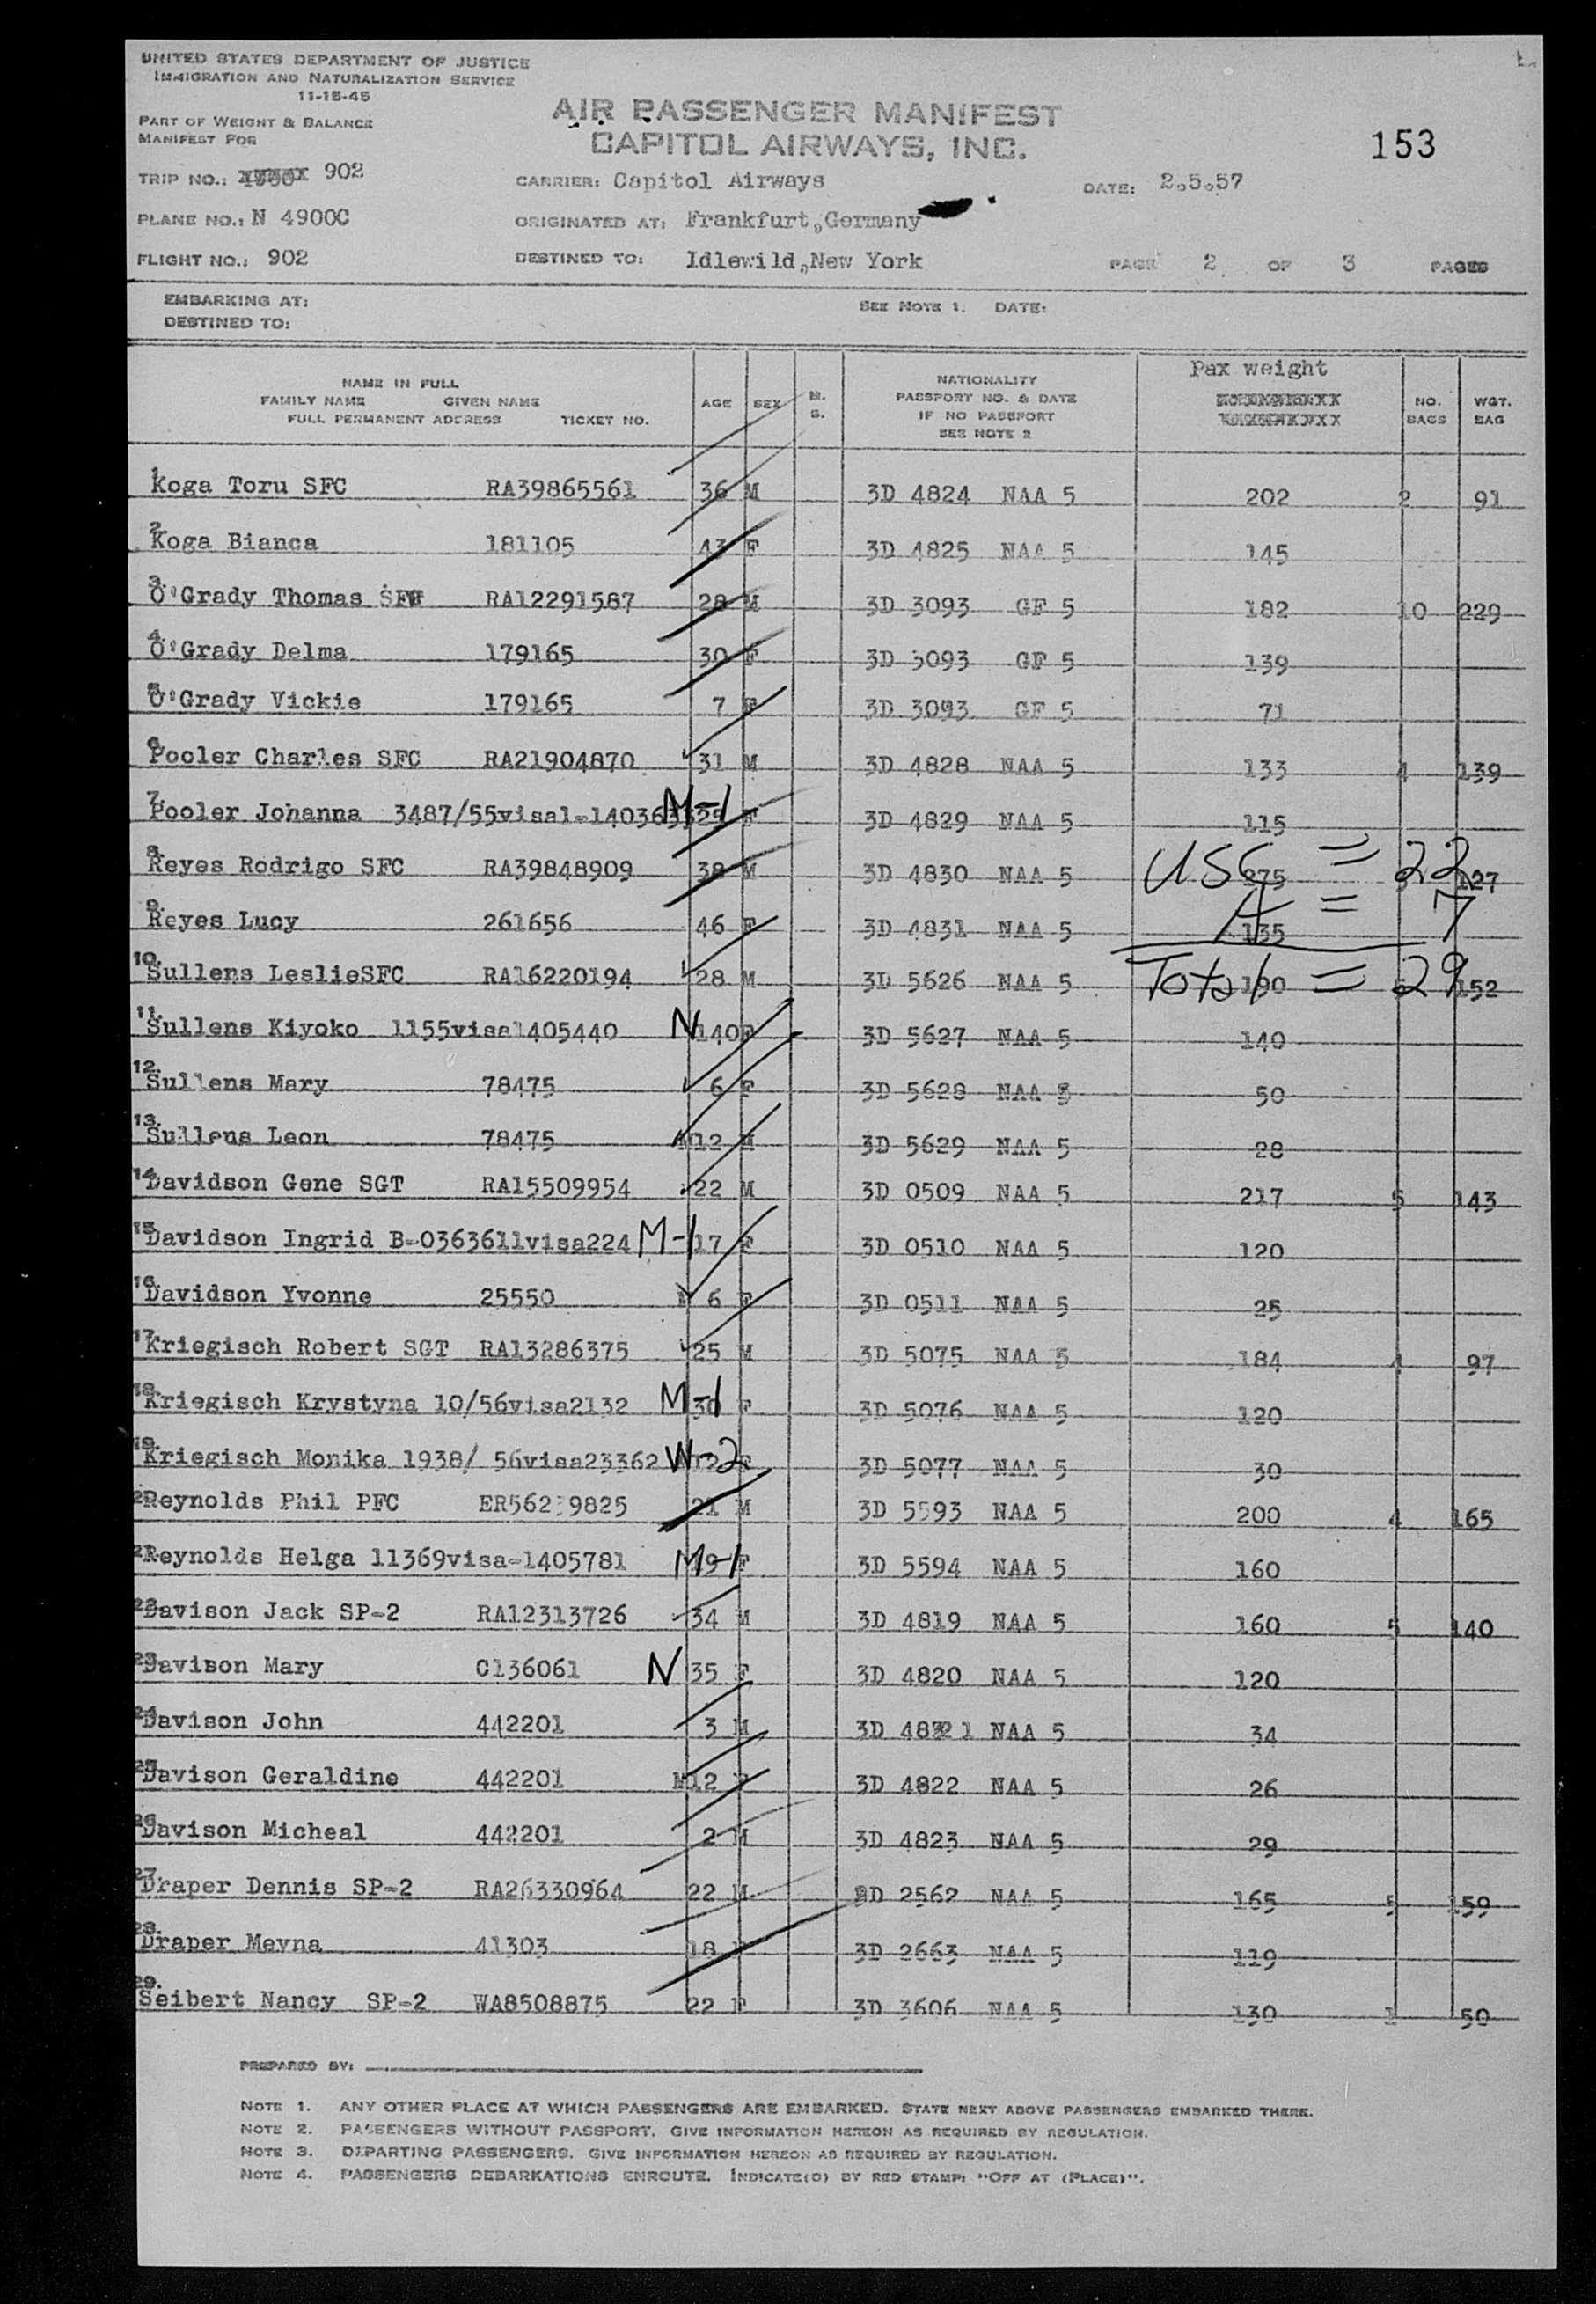 UNITED STATES DEPARTMENT OF JUSTICE
IMMIGRATION AND NATURALIZATION SERVICE
11-15-45
PART OF WEIGHT & BALANCE
MANIFEST FOR
AIR PASSENGER MANIFEST
CAPITOL AIRWAYS, INC.
153
TRIP NO.: 902
CARRIER: Capitol Airways
DATE: 2.5.57
PLANE NO.: N 4900C
ORIGINATED AT: Frankfurt, Germany
FLIGHT NO.: 902
DESTINED TO: Idlewild, New York
PAGE 2 OF 3 PAGES
EMBARKING AT:
SEE NOTE 1. DATE:
DESTINED TO:
NAME IN FULL
FAMILY NAME GIVEN NAME
FULL PERMANENT ADDRESS TICKET NO.
AGE SEX M. S.
NATIONALITY
PASSPORT NO. & DATE
IF NO PASSPORT
SEE NOTE 2
Pax weight
NO. BAGS
WGT. BAG
1. Koga Toru SFC RA39865561 36 M 3D 4824 NAA 5 202 2 91
2. Koga Bianca 181105 43 F 3D 4825 NAA 5 145
3. O'Grady Thomas RA12291587 28 M 3D 3093 GF 5 182 10 229
4. O'Grady Delma 179165 30 F 3D 3093 GF 5 139
5. O'Grady Vickie 179165 7 F 3D 3093 GF 5 71
6. Pooler Charles SFC RA21904870 31 M 3D 4828 NAA 5 133 4 139
7. Pooler Johanna 3487/55visa1-140363 M-1 F 3D 4829 NAA 5 115
8. Reyes Rodrigo SFC RA39848909 38 M 3D 4830 NAA 5 127
USC = 22
9. Reyes Lucy 261656 46 F 3D 4831 NAA 5 135
A = 7
10. Sullens LeslieSFC RA16220194 28 M 3D 5626 NAA 5 190 152
Total = 29
11. Sullens Kiyoko 1155visa1405440 N 40 F 3D 5627 NAA 5 140
12. Sullens Mary 78475 6 F 3D 5628 NAA 5 50
13. Sullens Leon 78475 M12 M 3D 5629 NAA 5 28
14. Davidson Gene SGT RA15509954 22 M 3D 0509 NAA 5 217 5 143
15. Davidson Ingrid B-0363611visa224 M-1 17 F 3D 0510 NAA 5 120
16. Davidson Yvonne 25550 6 F 3D 0511 NAA 5 25
17. Kriegisch Robert SGT RA13286375 25 M 3D 5075 NAA 5 184 4 97
18. Kriegisch Krystyna 10/56visa2132 M-1 30 F 3D 5076 NAA 5 120
19. Kriegisch Monika 1938/ 56visa23362 W-2 F 3D 5077 NAA 5 30
20. Reynolds Phil PFC 21 M 3D 5593 NAA 5 200 4 165
21. Reynolds Helga 11369visa-1405781 M-1 F 3D 5594 NAA 5 160
22. Davison Jack SP-2 RA12313726 34 M 3D 4819 NAA 5 160 5 140
23. Davison Mary C136061 N 35 F 3D 4820 NAA 5 120
24. Davison John 442201 3 M 3D NAA 5 34
25. Davison Geraldine 442201 M12 F 3D 4822 NAA 5 26
26. Davison Micheal 442201 2 M 3D 4823 NAA 5 29
27. Draper Dennis SP-2 RA26330964 22 M 3D 2562 NAA 5 165 5 159
28. Draper Meyna 41303 18 F 3D 2663 NAA 5 119
29. Seibert Nancy SP-2 WA8508875 22 F 3D 3606 NAA 5 130 1 50
PREPARED BY:
NOTE 1. ANY OTHER PLACE AT WHICH PASSENGERS ARE EMBARKED. STATE NEXT ABOVE PASSENGERS EMBARKED THERE.
NOTE 2. PASSENGERS WITHOUT PASSPORT. GIVE INFORMATION HEREON AS REQUIRED BY REGULATION.
NOTE 3. DEPARTING PASSENGERS. GIVE INFORMATION HEREON AS REQUIRED BY REGULATION.
NOTE 4. PASSENGERS DEBARKATIONS ENROUTE. INDICATE(D) BY RED STAMP: "OFF AT (PLACE)".